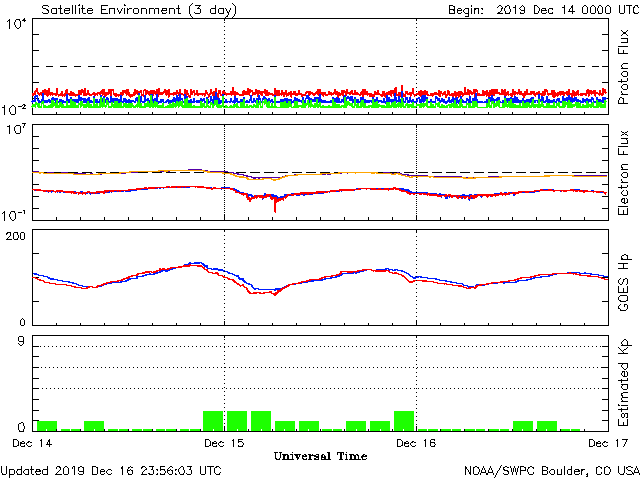 Satellite Environment (3 day) Begin: 2019 Dec 14 0000 UTC
10⁴
10⁻²
Proton Flux
10⁷
10⁻¹
Electron Flux
200
0
GOES Hp
9
0
Estimated Kp
Dec 14 Dec 15 Dec 16 Dec 17
Universal Time
Updated 2019 Dec 16 23:56:03 UTC NOAA/SWPC Boulder, CO USA